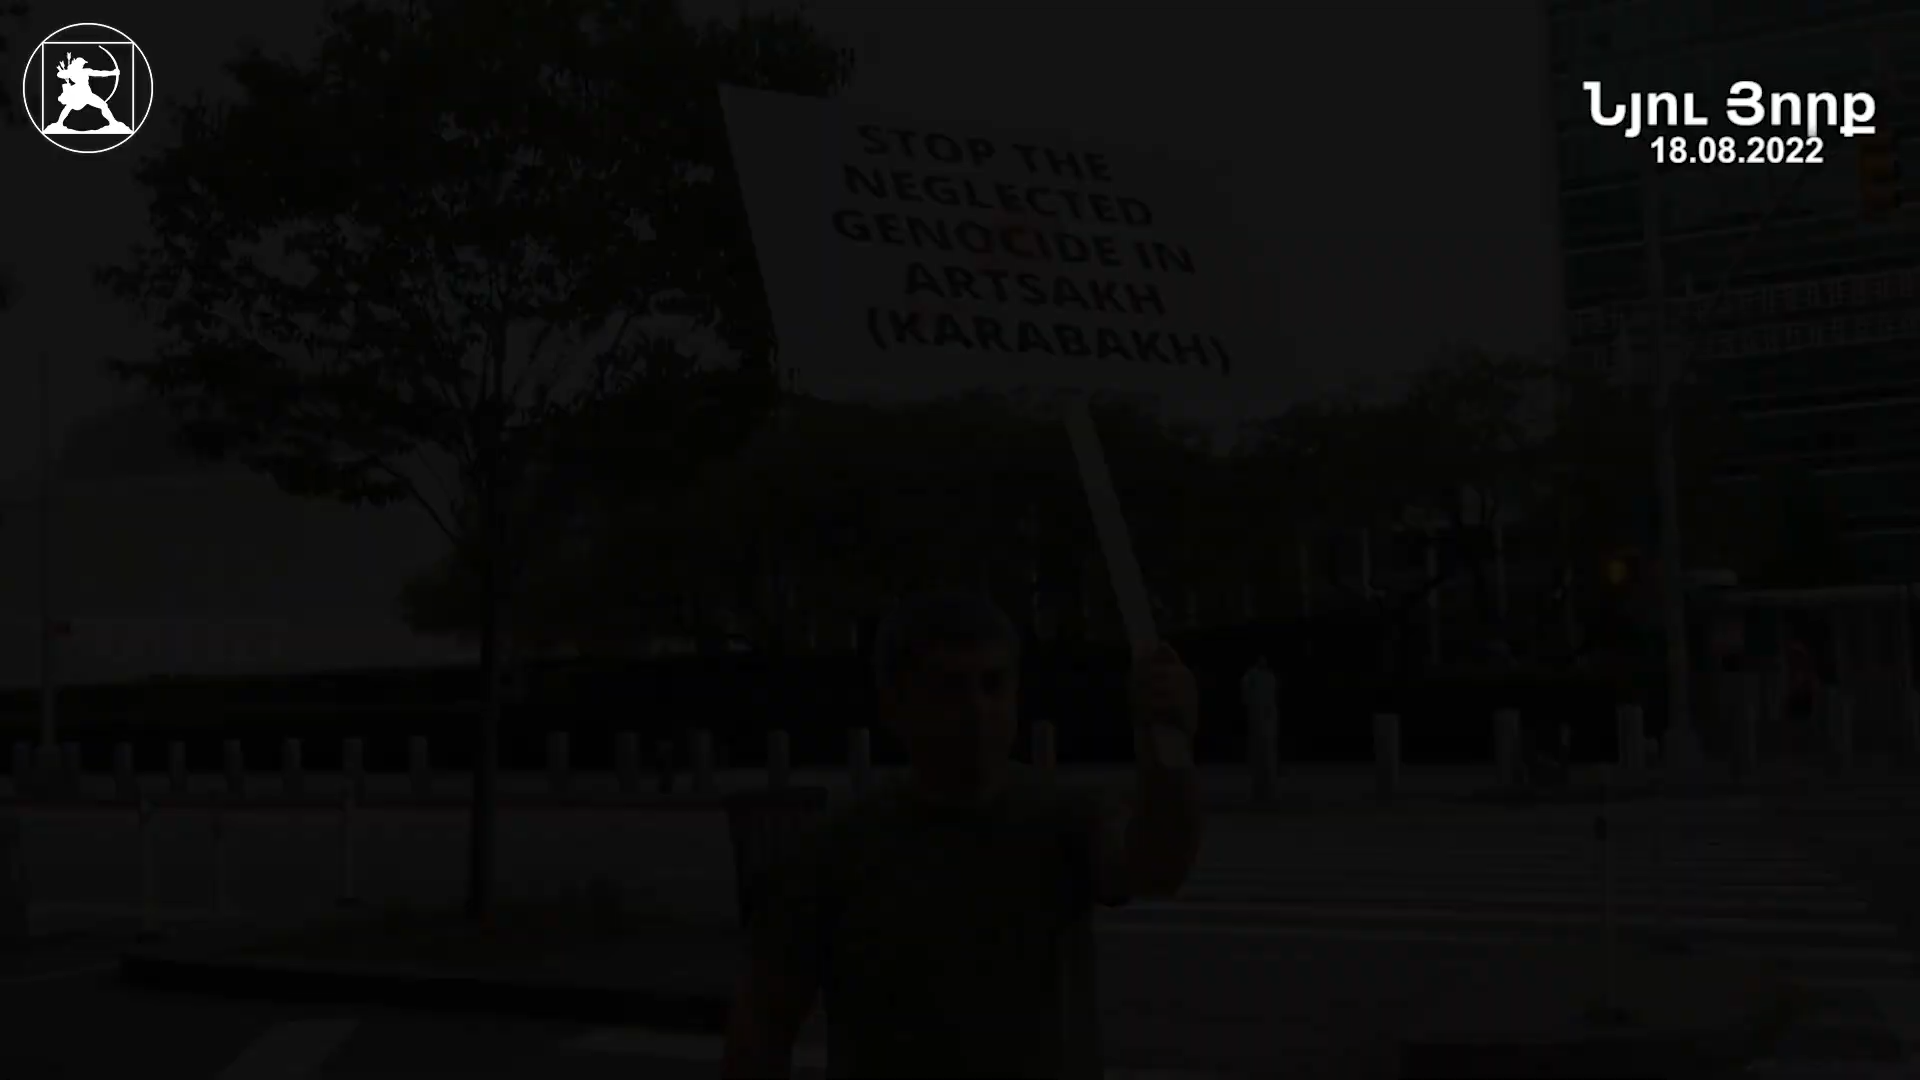 Նյու Յորք
18.08.2022
STOP THE
NEGLECTED
GENOCIDE IN
ARTSAKH
(KARABAKH)